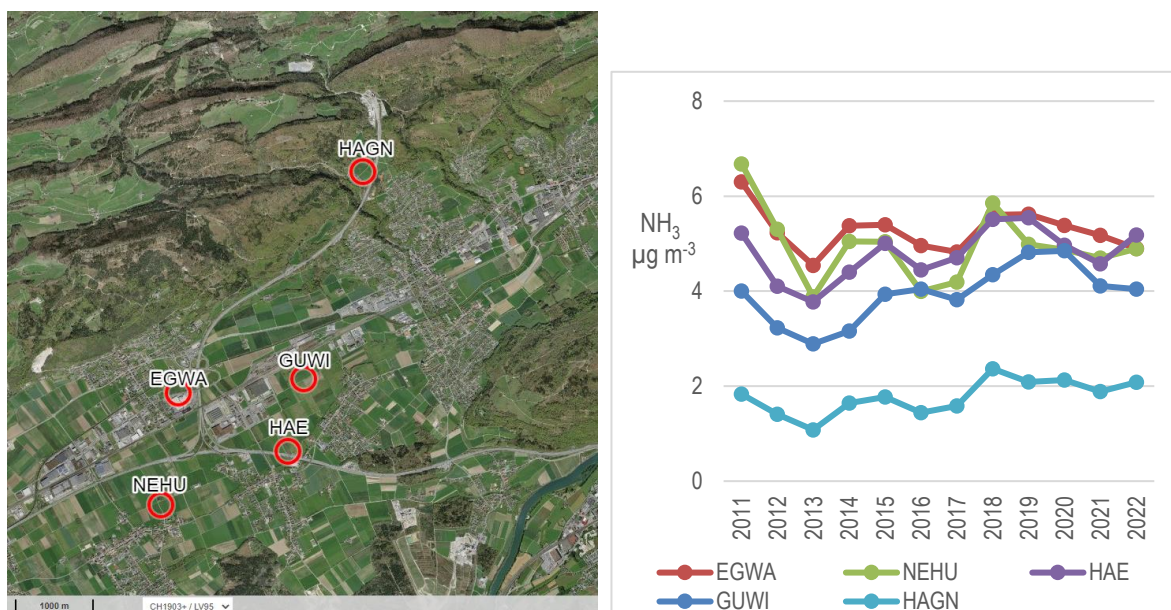 HAGN
GUWI
EGWA
HAE
NEHU
1000 m
CH1903+ / LV95
8
6
NH₃
µg m⁻³
4
2
0
2011 2012 2013 2014 2015 2016 2017 2018 2019 2020 2021 2022
EGWA NEHU HAE
GUWI HAGN